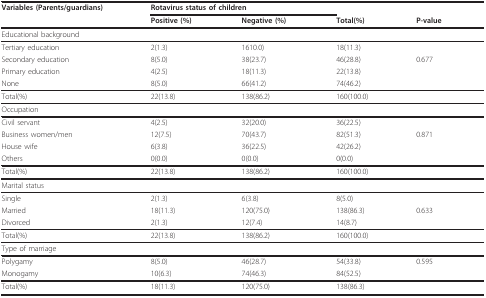 Variables (Parents/guardians) Rotavirus status of children
Positive (%) Negative (%) Total(%) P-value
Educational background
Tertiary education 2(1.3) 1610.0) 18(11.3)
Secondary education 8(5.0) 38(23.7) 46(28.8) 0.677
Primary education 4(2.5) 18(11.3) 22(13.8)
None 8(5.0) 66(41.2) 74(46.2)
Total(%) 22(13.8) 138(86.2) 160(100.0)
Occupation
Civil servant 4(2.5) 32(20.0) 36(22.5)
Business women/men 12(7.5) 70(43.7) 82(51.3) 0.871
House wife 6(3.8) 36(22.5) 42(26.2)
Others 0(0.0) 0(0.0) 0(0.0)
Total(%) 22(13.8) 138(86.2) 160(100.0)
Marital status
Single 2(1.3) 6(3.8) 8(5.0)
Married 18(11.3) 120(75.0) 138(86.3) 0.633
Divorced 2(1.3) 12(7.4) 14(8.7)
Total(%) 22(13.8) 138(86.2) 160(100.0)
Type of marriage
Polygamy 8(5.0) 46(28.7) 54(33.8) 0.595
Monogamy 10(6.3) 74(46.3) 84(52.5)
Total(%) 18(11.3) 120(75.0) 138(86.3)